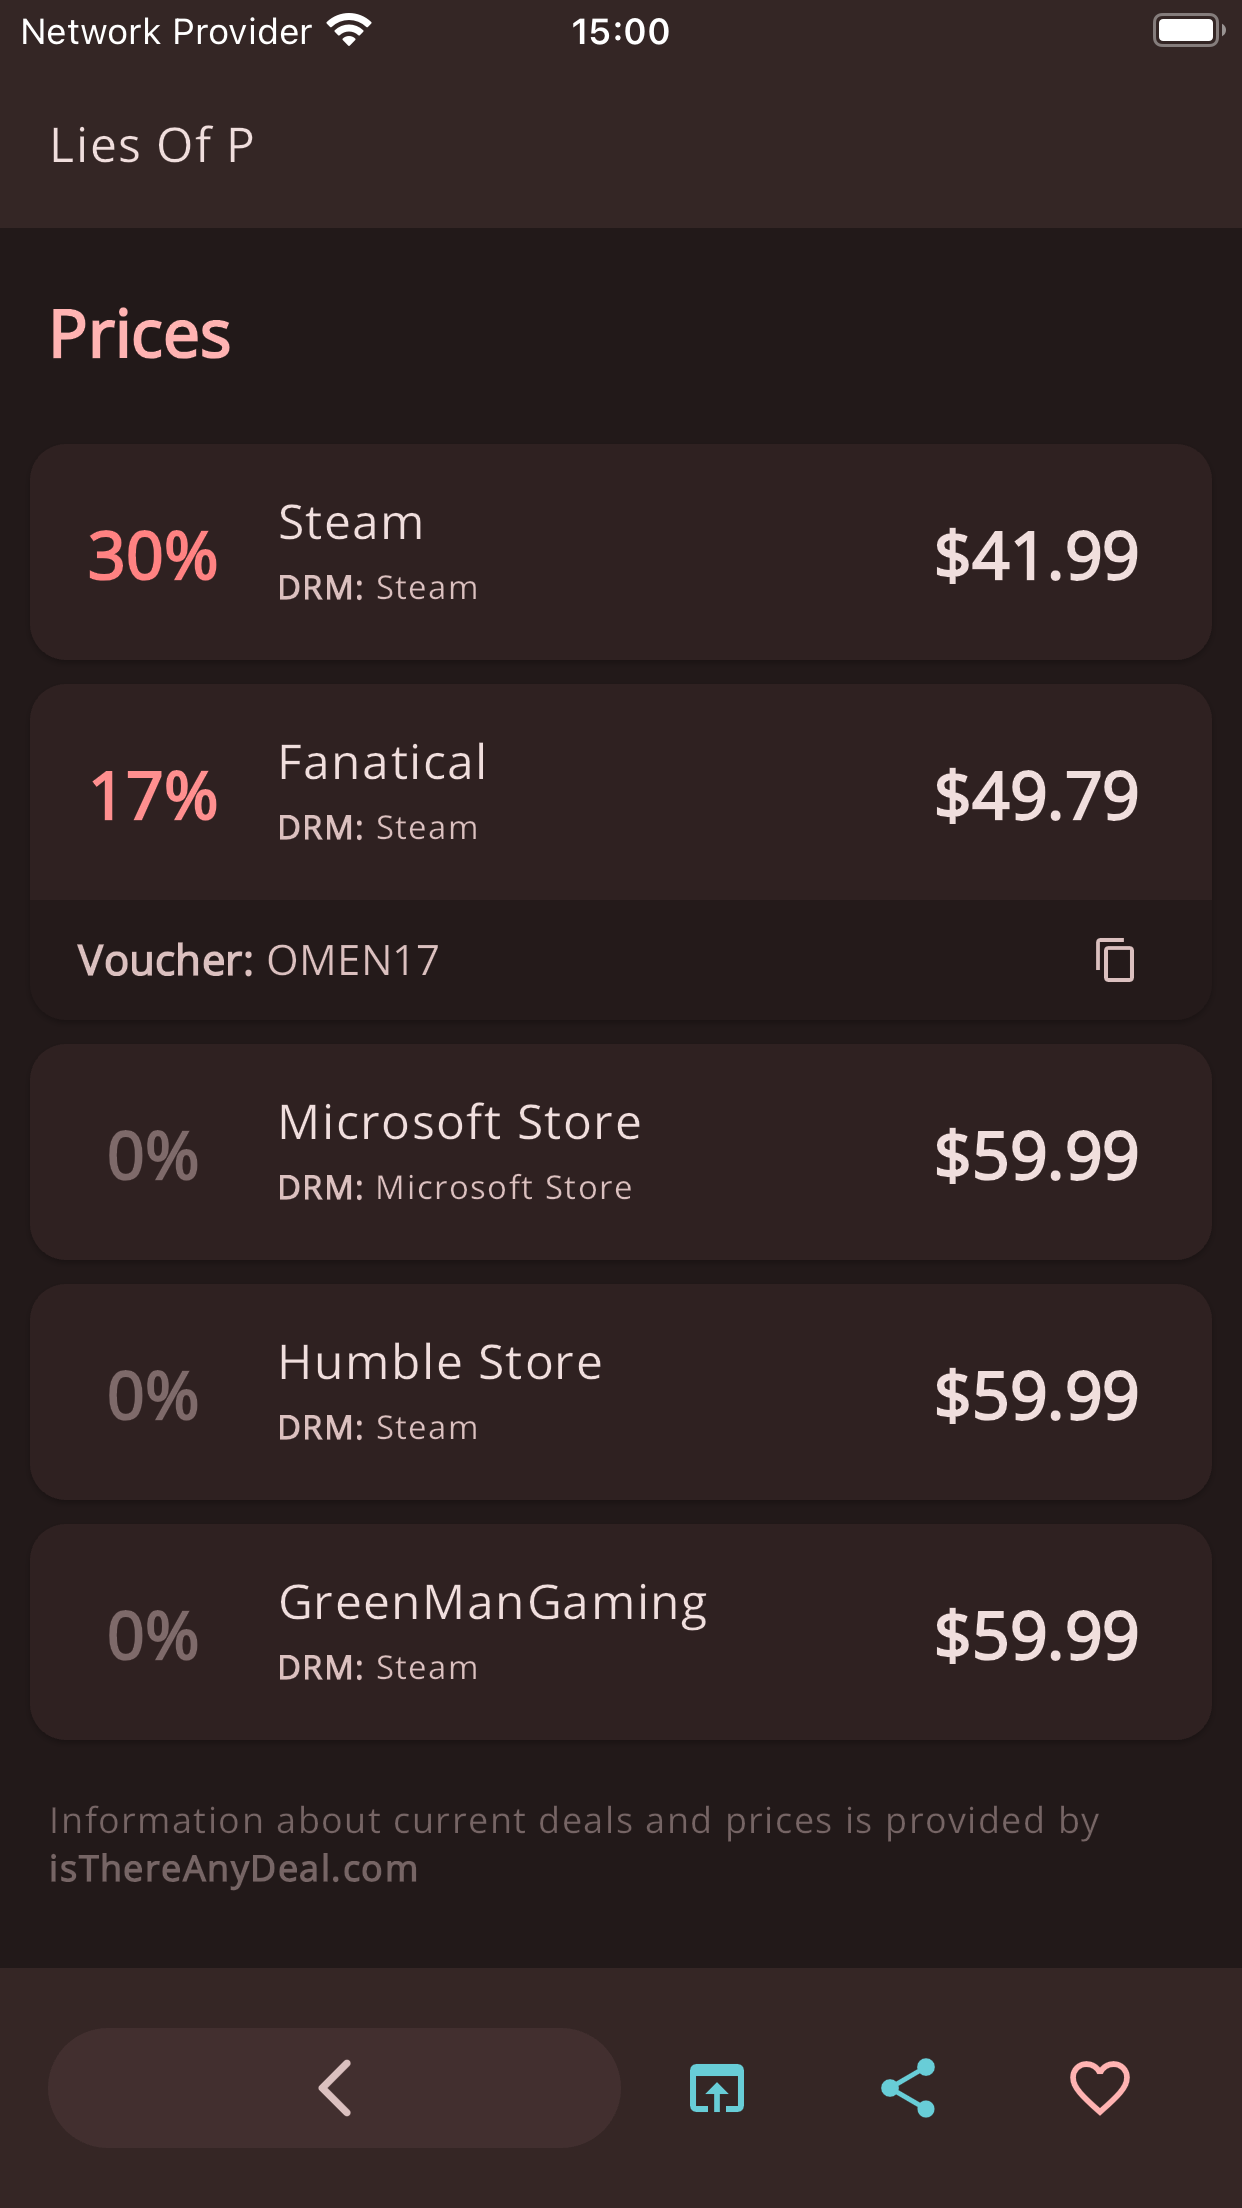 Network Provider 15:00
Lies Of P
Prices
30% Steam $41.99
DRM: Steam
17% Fanatical $49.79
DRM: Steam
Voucher: OMEN17
0% Microsoft Store $59.99
DRM: Microsoft Store
0% Humble Store $59.99
DRM: Steam
0% GreenManGaming $59.99
DRM: Steam
Information about current deals and prices is provided by
isThereAnyDeal.com